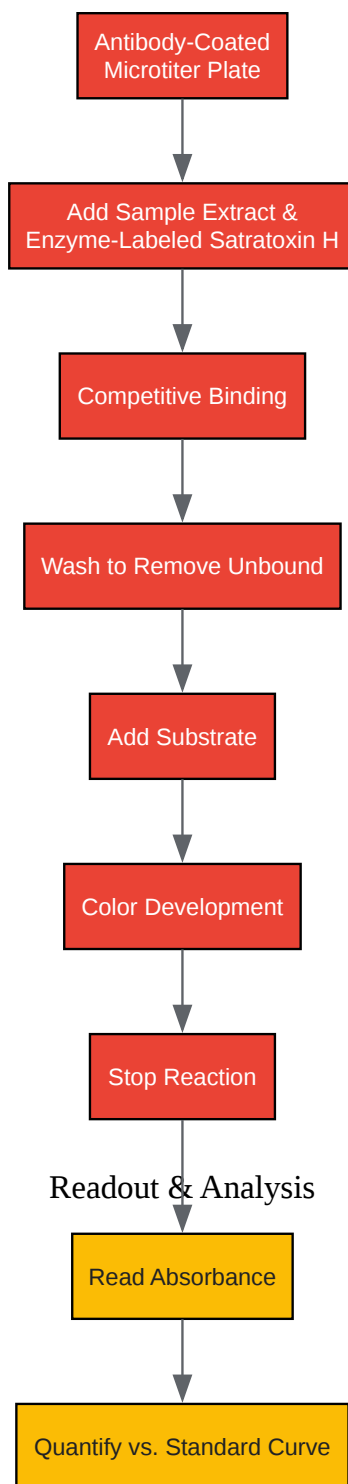 Antibody-Coated
Microtiter Plate
Add Sample Extract &
Enzyme-Labeled Satratoxin H
Competitive Binding
Wash to Remove Unbound
Add Substrate
Color Development
Stop Reaction
Readout & Analysis
Read Absorbance
Quantify vs. Standard Curve